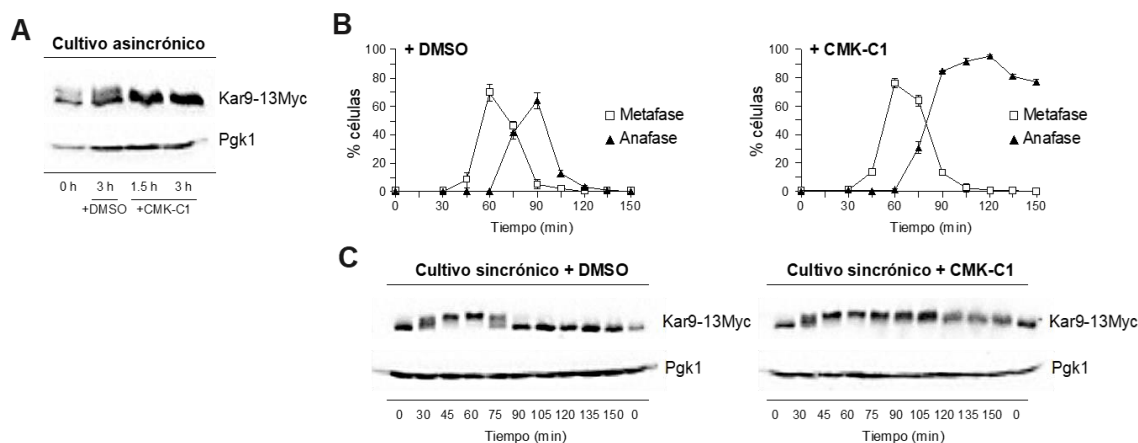 A
Cultivo asincrónico
Kar9-13Myc
Pgk1
0 h 3 h 1.5 h 3 h
+DMSO +CMK-C1
B
+ DMSO
% células
100
80
60
40
20
0
0 30 60 90 120 150
Tiempo (min)
Metafase
Anafase
+ CMK-C1
% células
100
80
60
40
20
0
0 30 60 90 120 150
Tiempo (min)
Metafase
Anafase
C
Cultivo sincrónico + DMSO
Kar9-13Myc
Pgk1
0 30 45 60 75 90 105 120 135 150 0
Tiempo (min)
Cultivo sincrónico + CMK-C1
Kar9-13Myc
Pgk1
0 30 45 60 75 90 105 120 135 150 0
Tiempo (min)